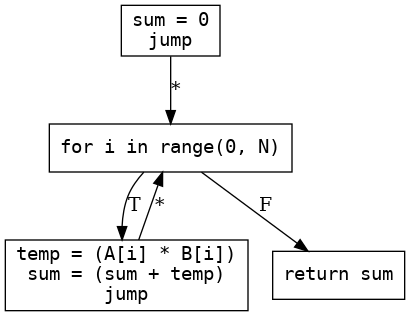 sum = 0
jump
*
for i in range(0, N)
T
*
F
temp = (A[i] * B[i])
sum = (sum + temp)
jump
return sum